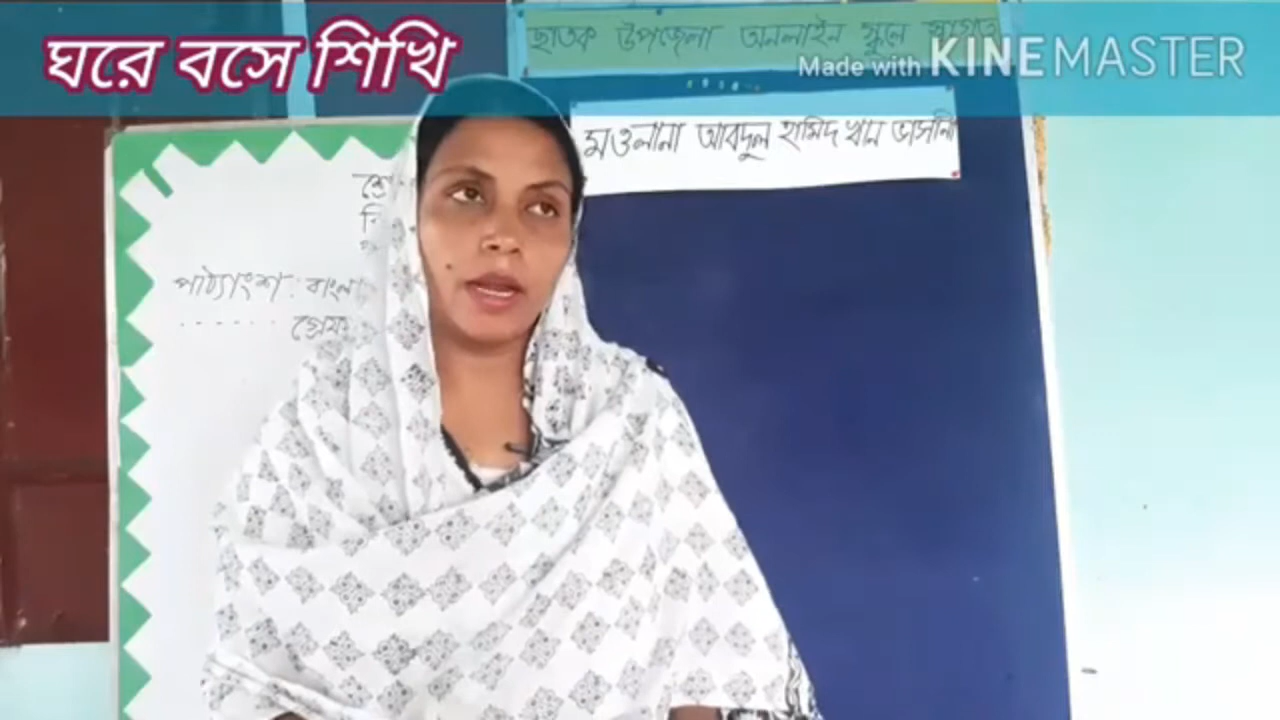 ঘরে বসে শিখি
ছাতক উপজেলা অনলাইন স্কুলে স্বাগত
Made with KINEMASTER
মওলানা আবদুল হামিদ খান ভাসানী
পাঠ্যাংশ : বাংলা